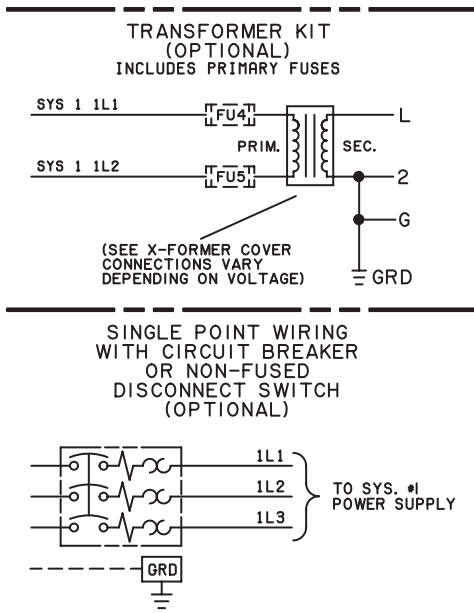 TRANSFORMER KIT
(OPTIONAL)
INCLUDES PRIMARY FUSES
SYS 1 1L1
FU4
L
PRIM.
SEC.
SYS 1 1L2
FU5
2
G
(SEE X-FORMER COVER
CONNECTIONS VARY
DEPENDING ON VOLTAGE)
GRD
SINGLE POINT WIRING
WITH CIRCUIT BREAKER
OR NON-FUSED
DISCONNECT SWITCH
(OPTIONAL)
1L1
1L2
1L3
TO SYS. #1
POWER SUPPLY
GRD